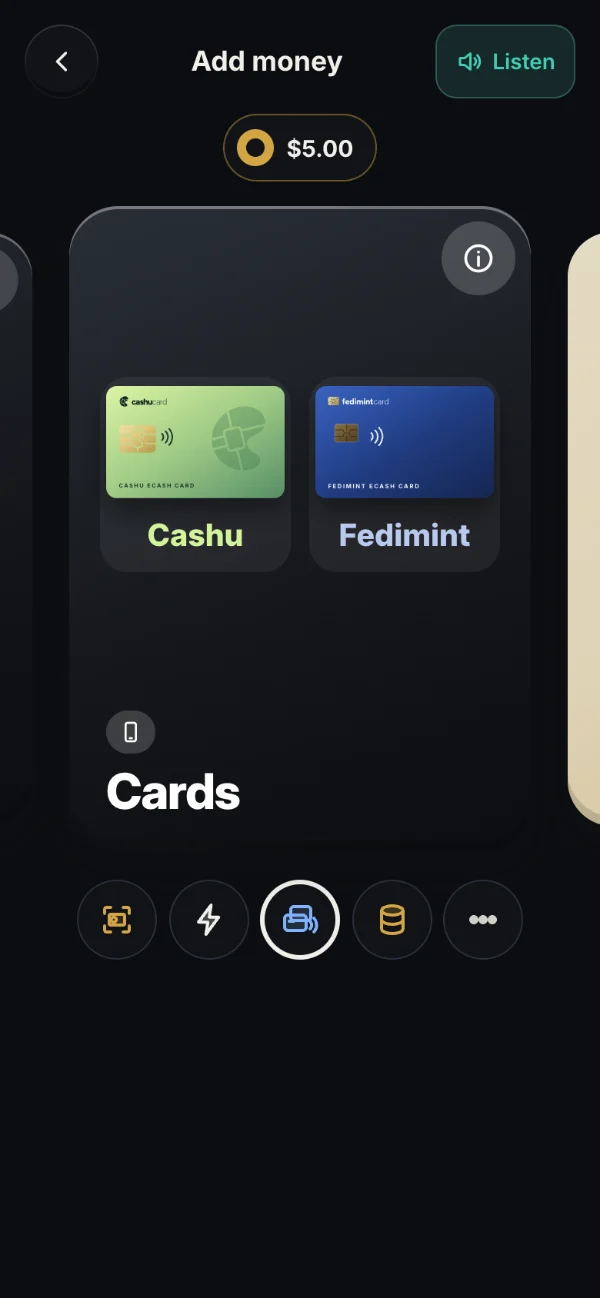 Add money
Listen
$5.00
cashucard
CASHU ECASH CARD
Cashu
fedimintcard
FEDIMINT ECASH CARD
Fedimint
Cards